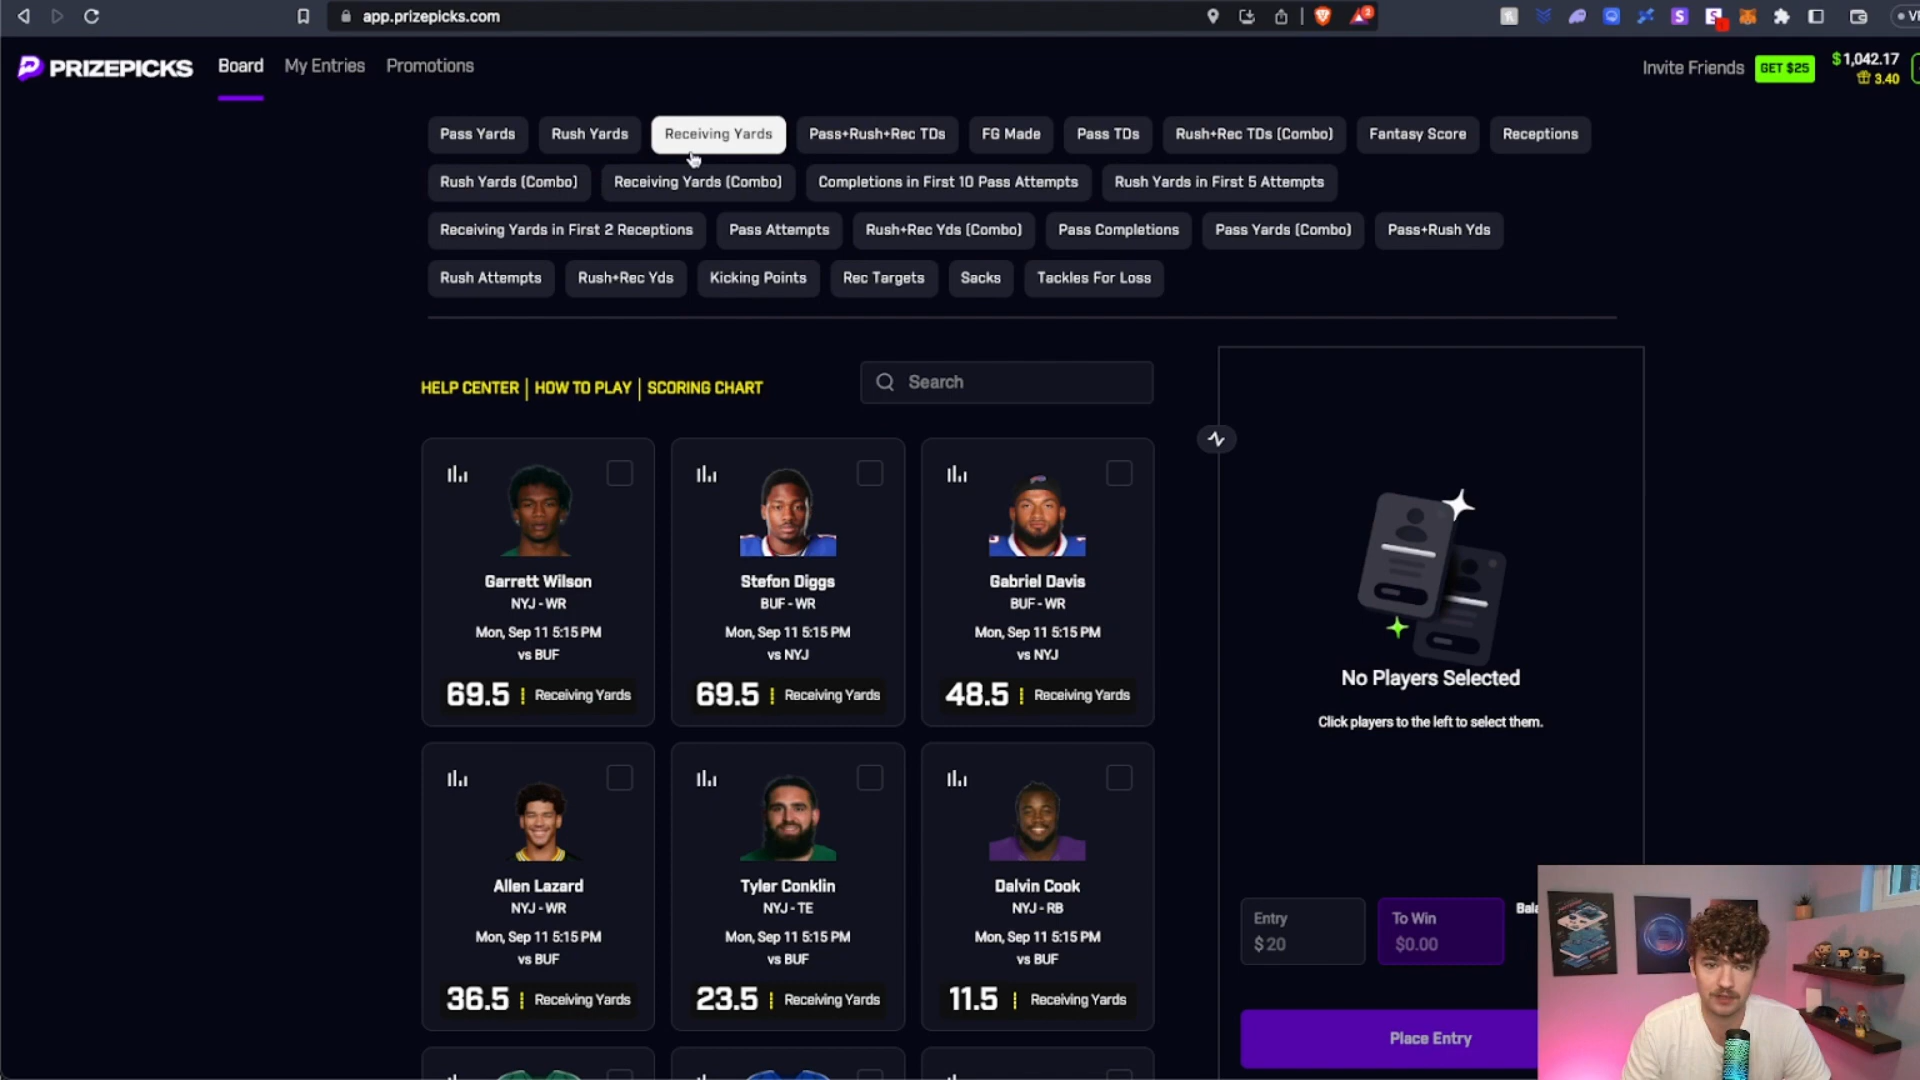 app.prizepicks.com
2
VP
PRIZEPICKS
Board
My Entries
Promotions
Invite Friends
GET $25
$1,042.17
3.40
Pass Yards
Rush Yards
Receiving Yards
Pass+Rush+Rec TDs
FG Made
Pass TDs
Rush+Rec TDs (Combo)
Fantasy Score
Receptions
Rush Yards (Combo)
Receiving Yards (Combo)
Completions in First 10 Pass Attempts
Rush Yards in First 5 Attempts
Receiving Yards in First 2 Receptions
Pass Attempts
Rush+Rec Yds (Combo)
Pass Completions
Pass Yards (Combo)
Pass+Rush Yds
Rush Attempts
Rush+Rec Yds
Kicking Points
Rec Targets
Sacks
Tackles For Loss
HELP CENTER | HOW TO PLAY | SCORING CHART
Search
Garrett Wilson
NYJ - WR
Mon, Sep 11 5:15 PM
vs BUF
69.5 Receiving Yards
Stefon Diggs
BUF - WR
Mon, Sep 11 5:15 PM
vs NYJ
69.5 Receiving Yards
Gabriel Davis
BUF - WR
Mon, Sep 11 5:15 PM
vs NYJ
48.5 Receiving Yards
Allen Lazard
NYJ - WR
Mon, Sep 11 5:15 PM
vs BUF
36.5 Receiving Yards
Tyler Conklin
NYJ - TE
Mon, Sep 11 5:15 PM
vs BUF
23.5 Receiving Yards
Dalvin Cook
NYJ - RB
Mon, Sep 11 5:15 PM
vs BUF
11.5 Receiving Yards
No Players Selected
Click players to the left to select them.
Entry
$ 20
To Win
$0.00
Bala
Place Entry